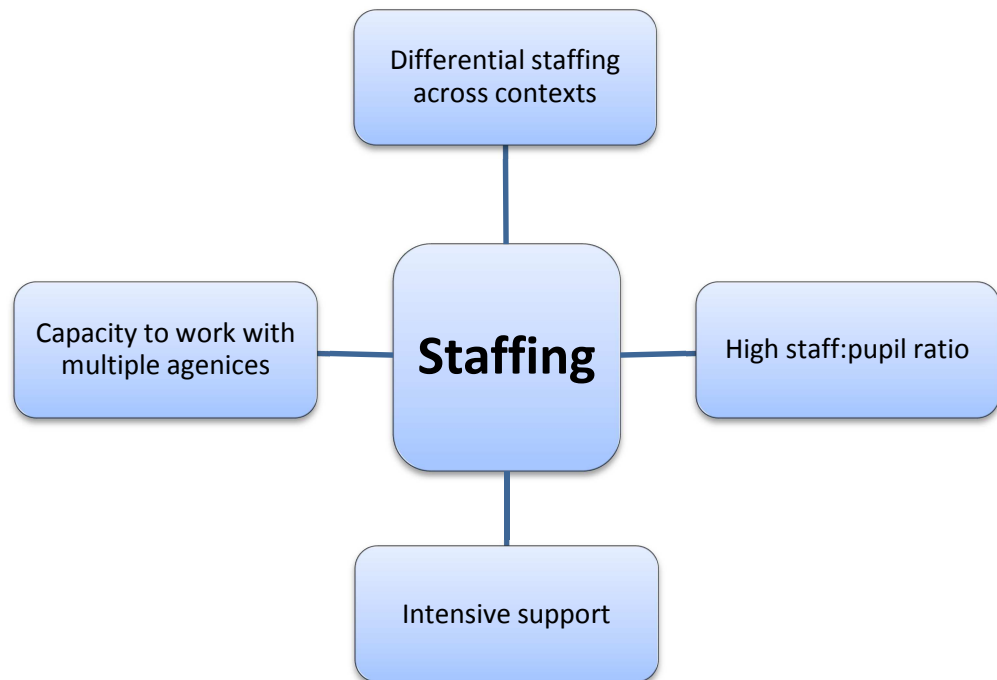 Differential staffing
across contexts
Capacity to work with
multiple agenices
Staffing
High staff:pupil ratio
Intensive support